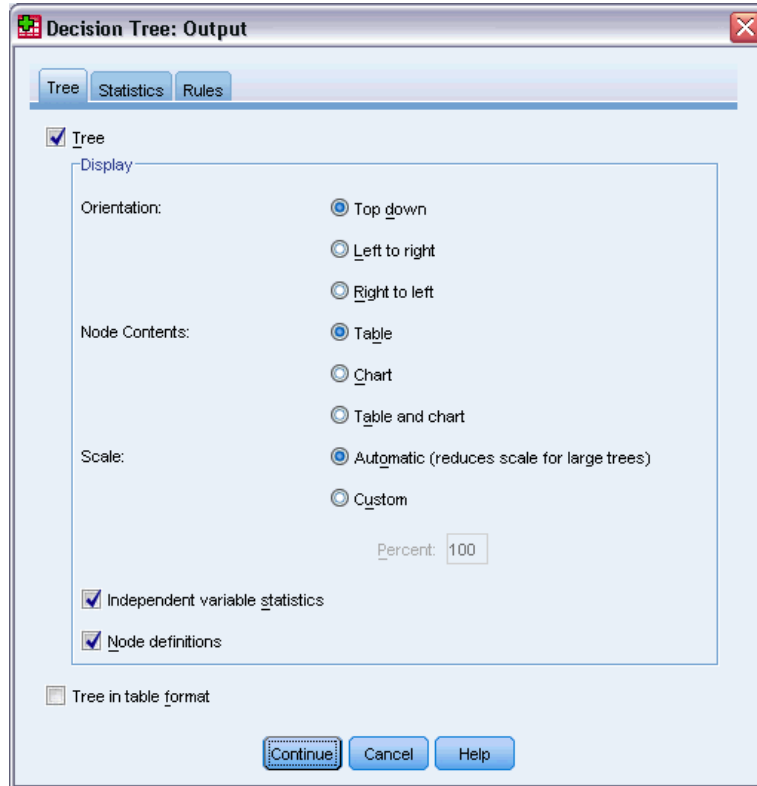 Decision Tree: Output
Tree Statistics Rules
Tree
Display
Orientation: Top down
Left to right
Right to left
Node Contents: Table
Chart
Table and chart
Scale: Automatic (reduces scale for large trees)
Custom
Percent: 100
Independent variable statistics
Node definitions
Tree in table format
Continue Cancel Help